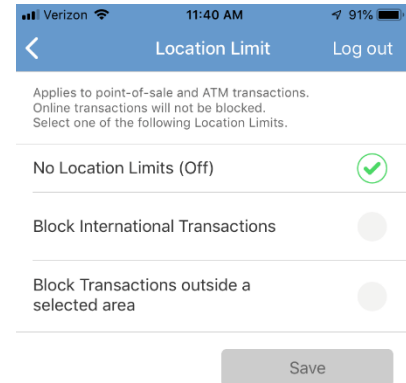 Verizon 11:40 AM 91%
Location Limit Log out
Applies to point-of-sale and ATM transactions.
Online transactions will not be blocked.
Select one of the following Location Limits.
No Location Limits (Off)
Block International Transactions
Block Transactions outside a
selected area
Save